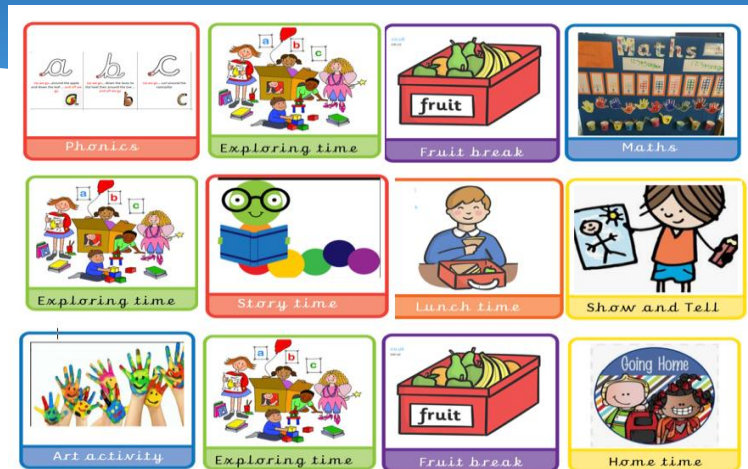 a b c
Phonics
a
b
c
Exploring time
fruit
Fruit break
Maths
Maths
a
b
c
Exploring time
Story time
Lunch time
Show and Tell
Art activity
a
b
c
Exploring time
fruit
Fruit break
Going Home
Home time